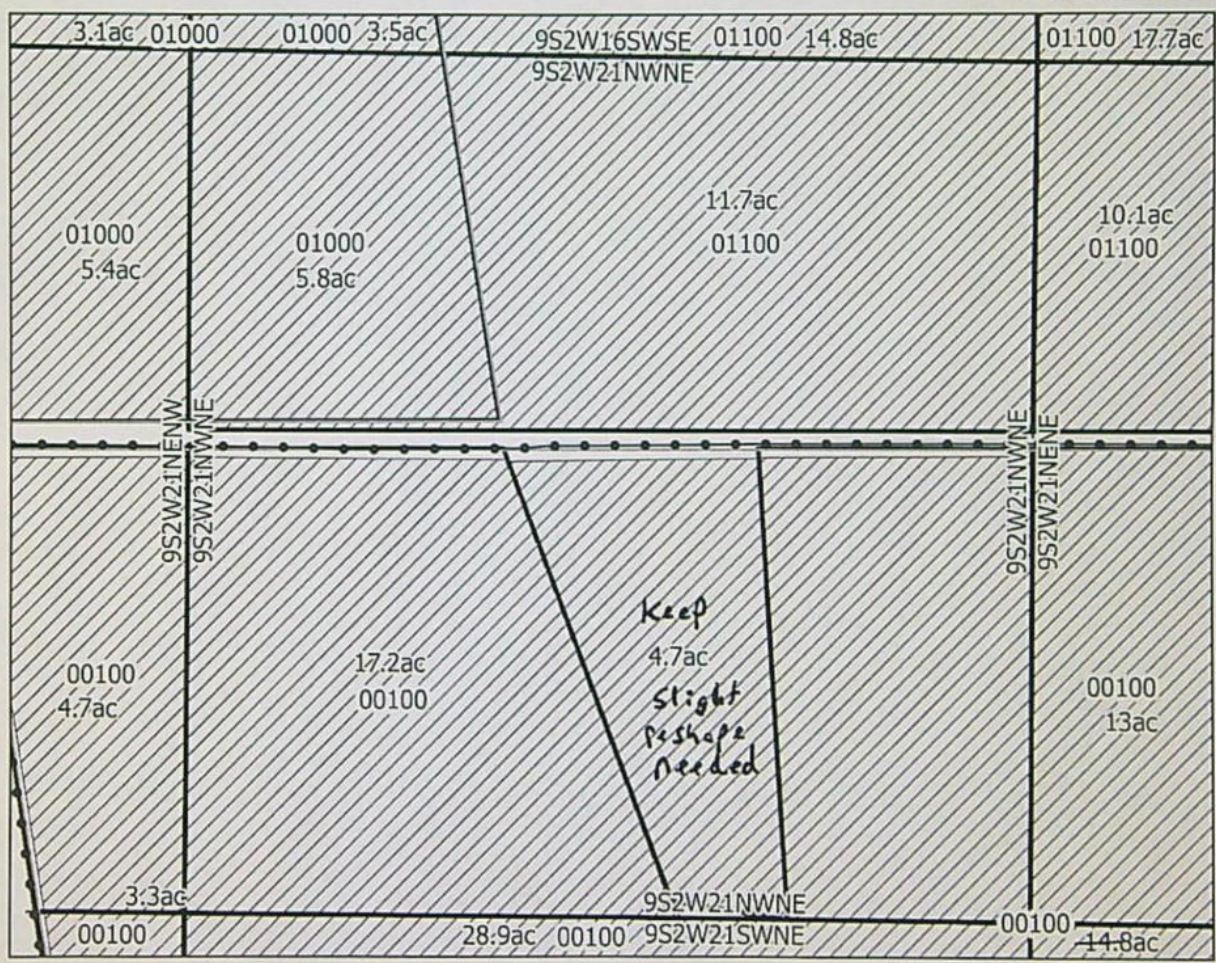 3.1ac 01000 01000 3.5ac 9S2W16SWSE 01100 14.8ac 01100 17.7ac
9S2W21NWNE
11.7ac
01100
10.1ac
01100
01000
5.4ac
01000
5.8ac
9S2W21NENW
9S2W21NWNE
9S2W21NWNE
9S2W21NENE
Keep
4.7ac
Slight
reshape
needed
17.2ac
00100
00100
4.7ac
00100
13ac
3.3ac
9S2W21NWNE
00100
00100
28.9ac 00100 9S2W21SWNE
14.8ac